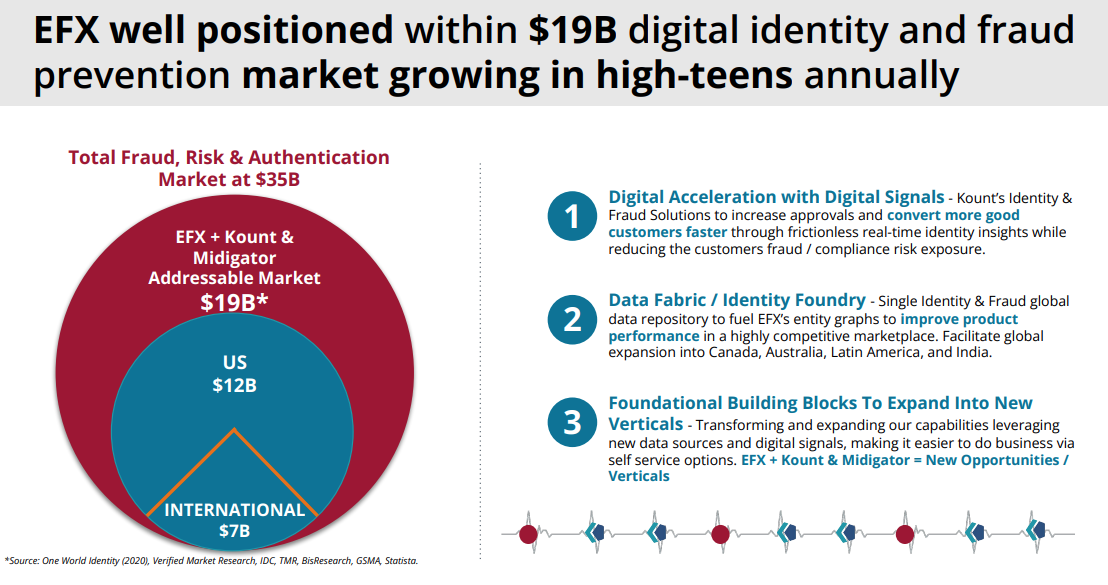 EFX well positioned within $19B digital identity and fraud
prevention market growing in high-teens annually
Total Fraud, Risk & Authentication
Market at $35B
EFX + Kount &
Midigator
Addressable Market
$19B*
US
$12B
INTERNATIONAL
$7B
*Source: One World Identity (2020), Verified Market Research, IDC, TMR, BisResearch, GSMA, Statista.
1
Digital Acceleration with Digital Signals - Kount's Identity &
Fraud Solutions to increase approvals and convert more good
customers faster through frictionless real-time identity insights while
reducing the customers fraud / compliance risk exposure.
2
Data Fabric / Identity Foundry - Single Identity & Fraud global
data repository to fuel EFX's entity graphs to improve product
performance in a highly competitive marketplace. Facilitate global
expansion into Canada, Australia, Latin America, and India.
3
Foundational Building Blocks To Expand Into New
Verticals - Transforming and expanding our capabilities leveraging
new data sources and digital signals, making it easier to do business via
self service options. EFX + Kount & Midigator = New Opportunities /
Verticals